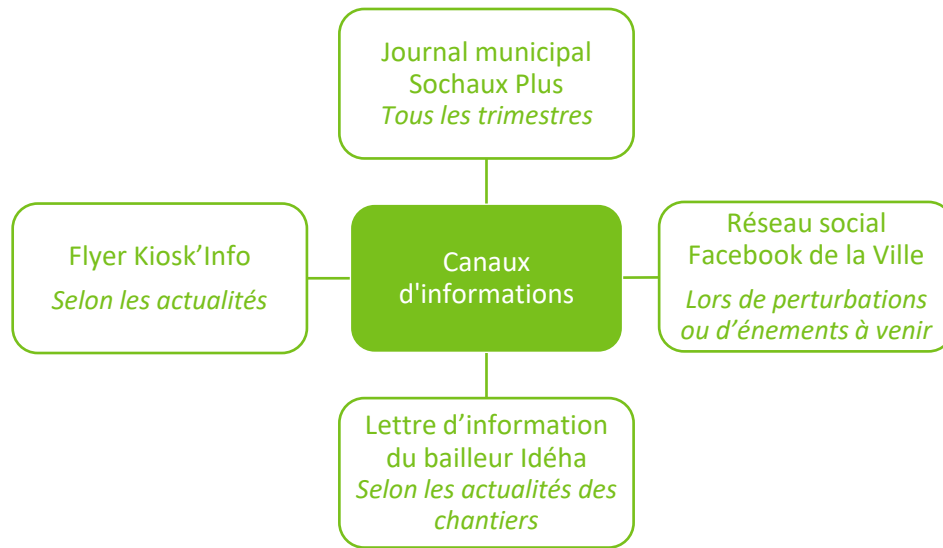 Journal municipal
Sochaux Plus
Tous les trimestres
Flyer Kiosk’Info
Selon les actualités
Canaux
d'informations
Réseau social
Facebook de la Ville
Lors de perturbations
ou d’énements à venir
Lettre d’information
du bailleur Idéha
Selon les actualités des
chantiers